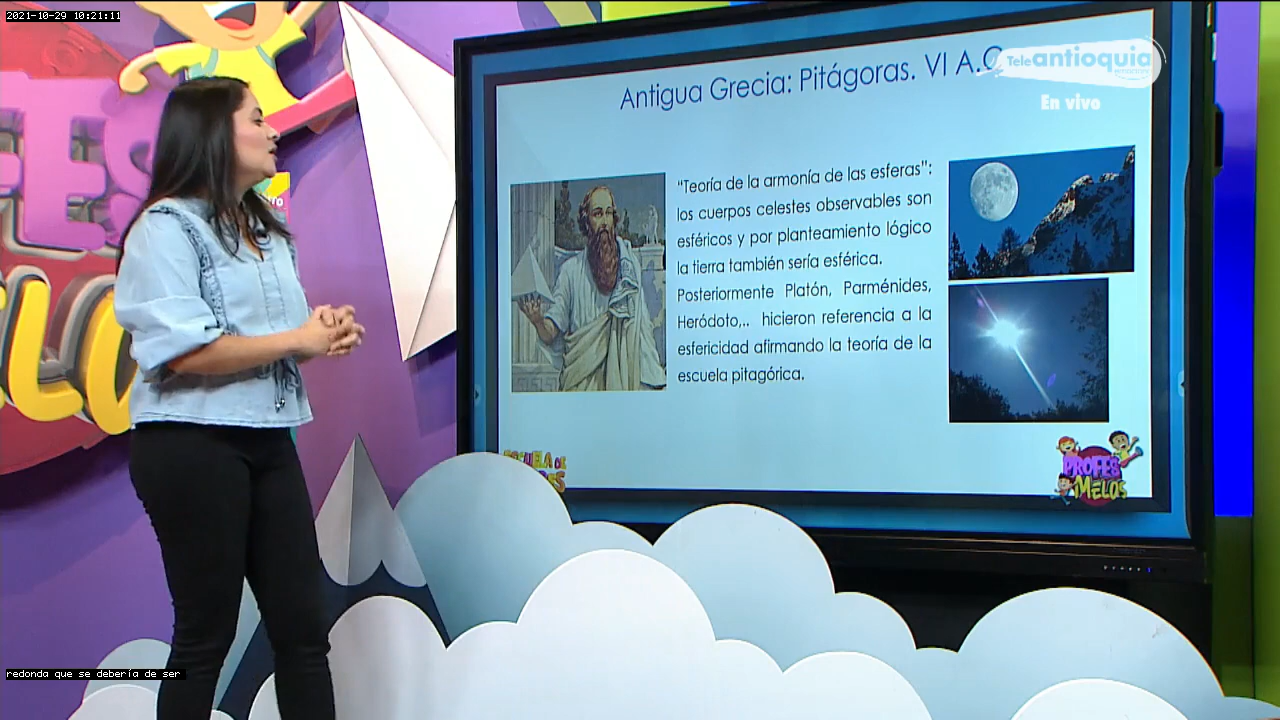 2021-10-29 10:21:11
Teleantioquia
En vivo
Antigua Grecia: Pitágoras. VI A.C
"Teoría de la armonía de las esferas":
los cuerpos celestes observables son
esféricos y por planteamiento lógico
la tierra también sería esférica.
Posteriormente Platón, Parménides,
Heródoto,.. hicieron referencia a la
esfericidad afirmando la teoría de la
escuela pitagórica.
ESCUELA DE
PROFES
MELOS
redonda que se debería de ser